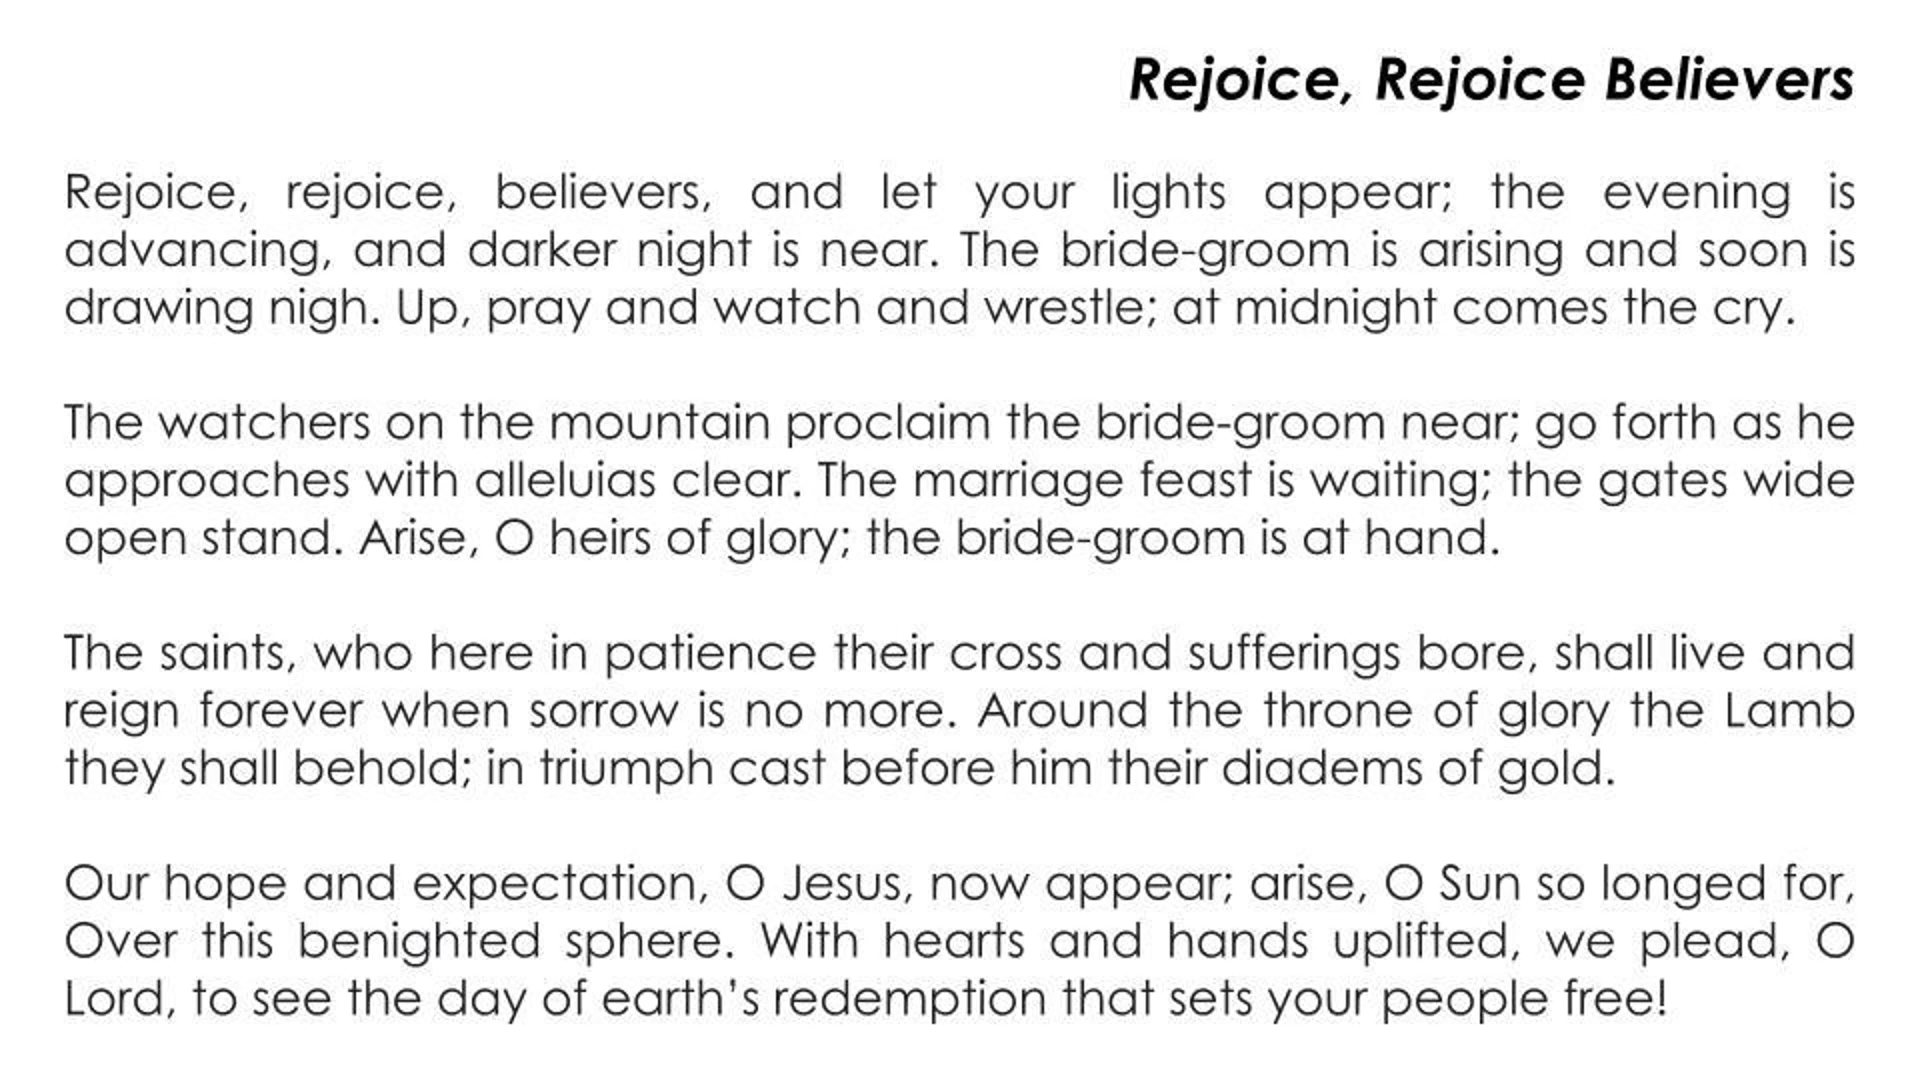 Rejoice, Rejoice Believers
Rejoice, rejoice, believers, and let your lights appear; the evening is
advancing, and darker night is near. The bride-groom is arising and soon is
drawing nigh. Up, pray and watch and wrestle; at midnight comes the cry.
The watchers on the mountain proclaim the bride-groom near; go forth as he
approaches with alleluias clear. The marriage feast is waiting; the gates wide
open stand. Arise, O heirs of glory; the bride-groom is at hand.
The saints, who here in patience their cross and sufferings bore, shall live and
reign forever when sorrow is no more. Around the throne of glory the Lamb
they shall behold; in triumph cast before him their diadems of gold.
Our hope and expectation, O Jesus, now appear; arise, O Sun so longed for,
Over this benighted sphere. With hearts and hands uplifted, we plead, O
Lord, to see the day of earth’s redemption that sets your people free!